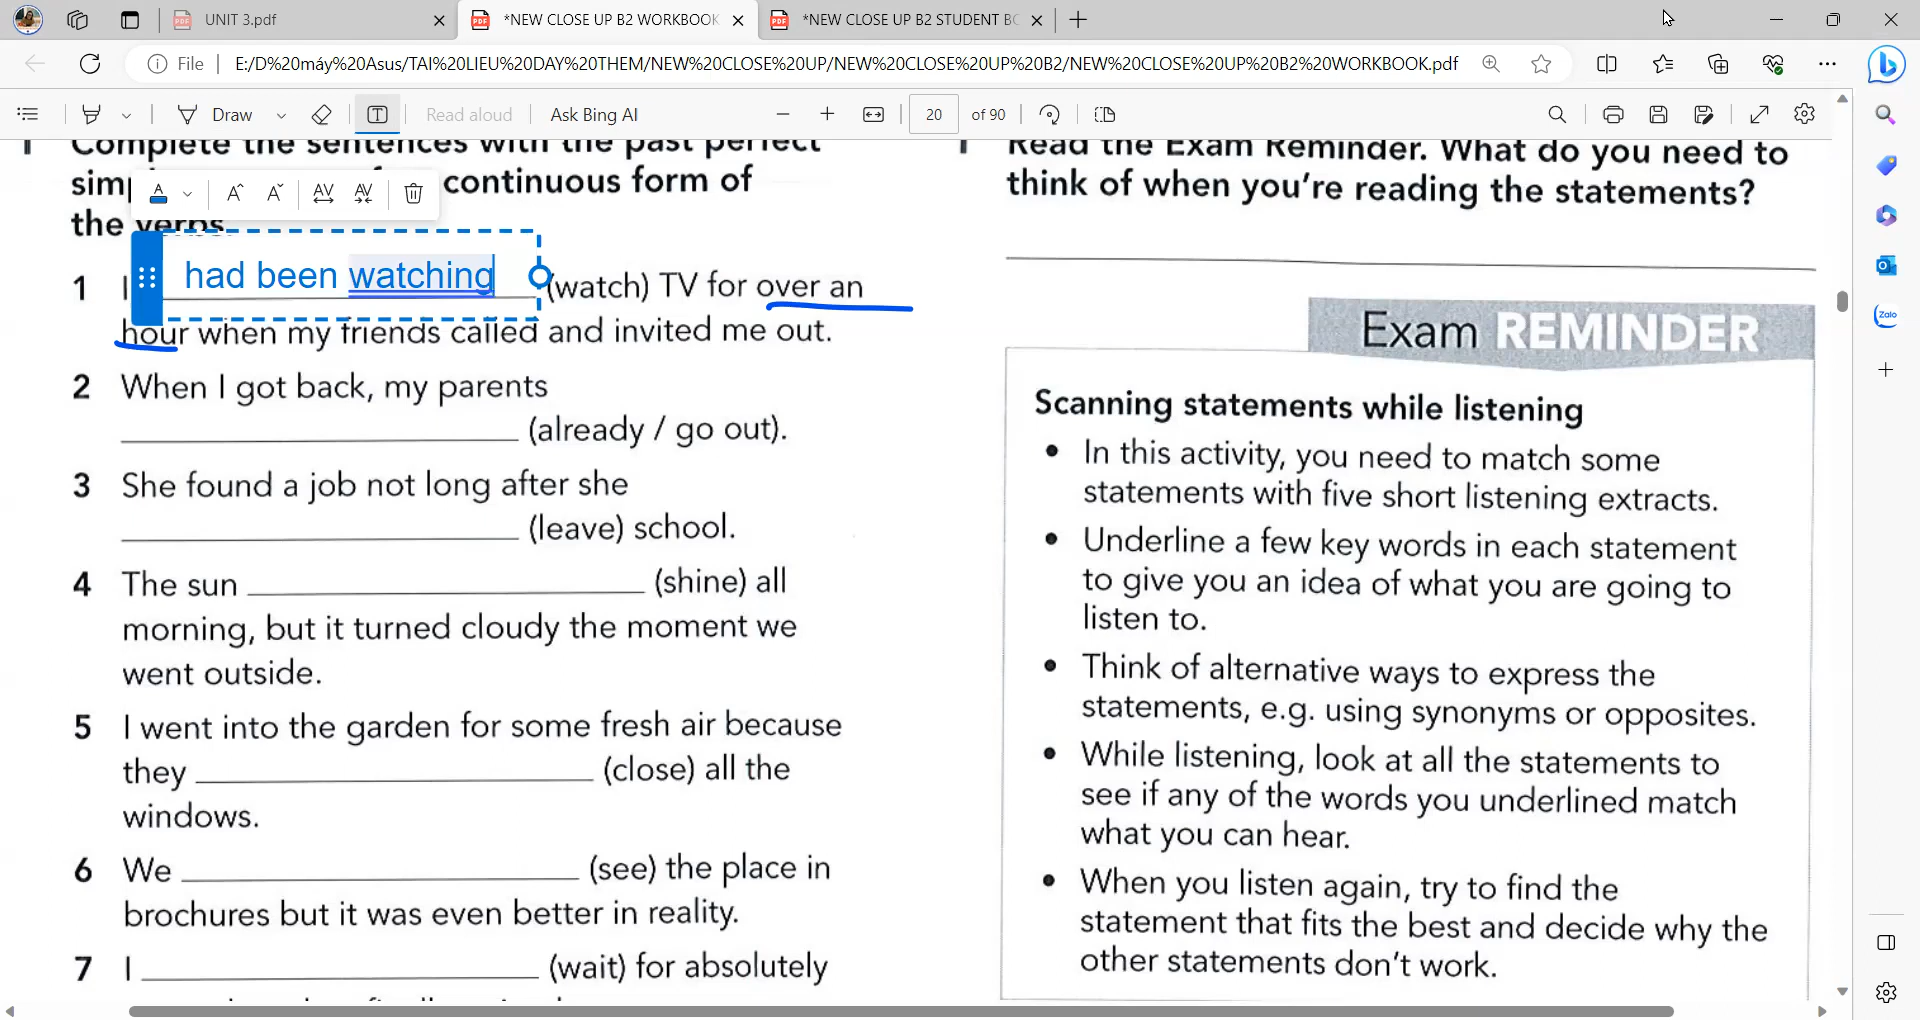 UNIT 3.pdf
*NEW CLOSE UP B2 WORKBOOK
*NEW CLOSE UP B2 STUDENT BO
File
E:/D%20máy%20Asus/TAI%20LIEU%20DAY%20THEM/NEW%20CLOSE%20UP/NEW%20CLOSE%20UP%20B2/NEW%20CLOSE%20UP%20B2%20WORKBOOK.pdf
Draw
Read aloud
Ask Bing AI
20
of 90
Complete the sentences with the past perfect
continuous form of
the verbs.
1 I had been watching (watch) TV for over an
hour when my friends called and invited me out.
2 When I got back, my parents
(already / go out).
3 She found a job not long after she
(leave) school.
4 The sun (shine) all
morning, but it turned cloudy the moment we
went outside.
5 I went into the garden for some fresh air because
they (close) all the
windows.
6 We (see) the place in
brochures but it was even better in reality.
7 I (wait) for absolutely
Read the Exam Reminder. What do you need to
think of when you're reading the statements?
Exam REMINDER
Scanning statements while listening
• In this activity, you need to match some
statements with five short listening extracts.
• Underline a few key words in each statement
to give you an idea of what you are going to
listen to.
• Think of alternative ways to express the
statements, e.g. using synonyms or opposites.
• While listening, look at all the statements to
see if any of the words you underlined match
what you can hear.
• When you listen again, try to find the
statement that fits the best and decide why the
other statements don't work.
Zalo